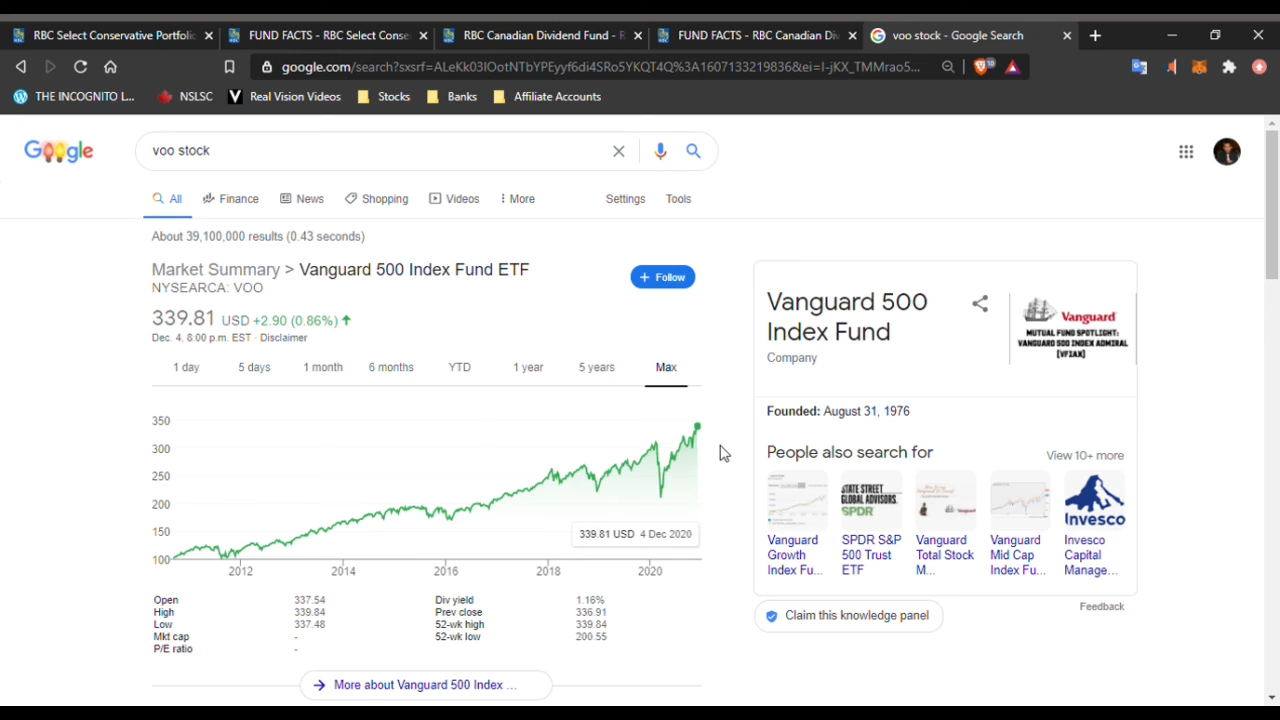 RBC Select Conservative Portfolio
FUND FACTS - RBC Select Conse
RBC Canadian Dividend Fund - R
FUND FACTS - RBC Canadian Di
voo stock - Google Search
google.com/search?sxsrf=ALeKk03IOotNTbYPEyyf6di4SRo5YKQT4Q%3A1607133219836&ei=I-jKX_TMMrao5...
10
THE INCOGNITO L...
NSLSC
Real Vision Videos
Stocks
Banks
Affiliate Accounts
Google
voo stock
All
Finance
News
Shopping
Videos
More
Settings
Tools
About 39,100,000 results (0.43 seconds)
Market Summary > Vanguard 500 Index Fund ETF
NYSEARCA: VOO
+ Follow
339.81 USD +2.90 (0.86%)
Dec. 4, 8:00 p.m. EST · Disclaimer
1 day
5 days
1 month
6 months
YTD
1 year
5 years
Max
350
300
250
200
150
100
339.81 USD 4 Dec 2020
2012
2014
2016
2018
2020
Open 337.54
High 339.84
Low 337.48
Mkt cap -
P/E ratio -
Div yield 1.16%
Prev close 336.91
52-wk high 339.84
52-wk low 200.55
More about Vanguard 500 Index ...
Vanguard 500
Index Fund
Company
Vanguard
MUTUAL FUND SPOTLIGHT:
VANGUARD 500 INDEX ADMIRAL
(VFIAX)
Founded: August 31, 1976
People also search for
View 10+ more
STATE STREET
GLOBAL ADVISORS
SPDR
Invesco
Vanguard
Growth
Index Fu...
SPDR S&P
500 Trust
ETF
Vanguard
Total Stock
M...
Vanguard
Mid Cap
Index Fu...
Invesco
Capital
Manage...
Feedback
Claim this knowledge panel